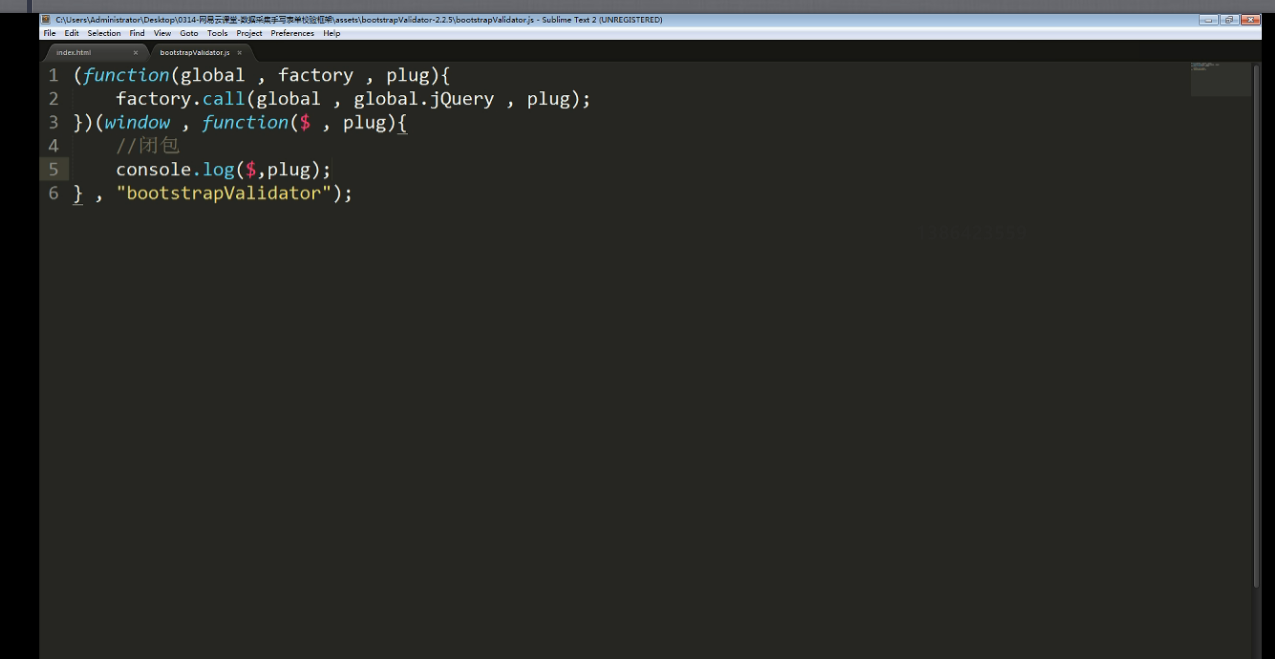 C:\Users\Administrator\Desktop\0314-网易云课堂-数据采集手写表单校验框架\assets\bootstrapValidator-2.2.5\bootstrapValidator.js - Sublime Text 2 (UNREGISTERED)
File Edit Selection Find View Goto Tools Project Preferences Help
index.html × bootstrapValidator.js ×
1 (function(global , factory , plug){
2 factory.call(global , global.jQuery , plug);
3 })(window , function($ , plug){
4 //闭包
5 console.log($,plug);
6 } , "bootstrapValidator");